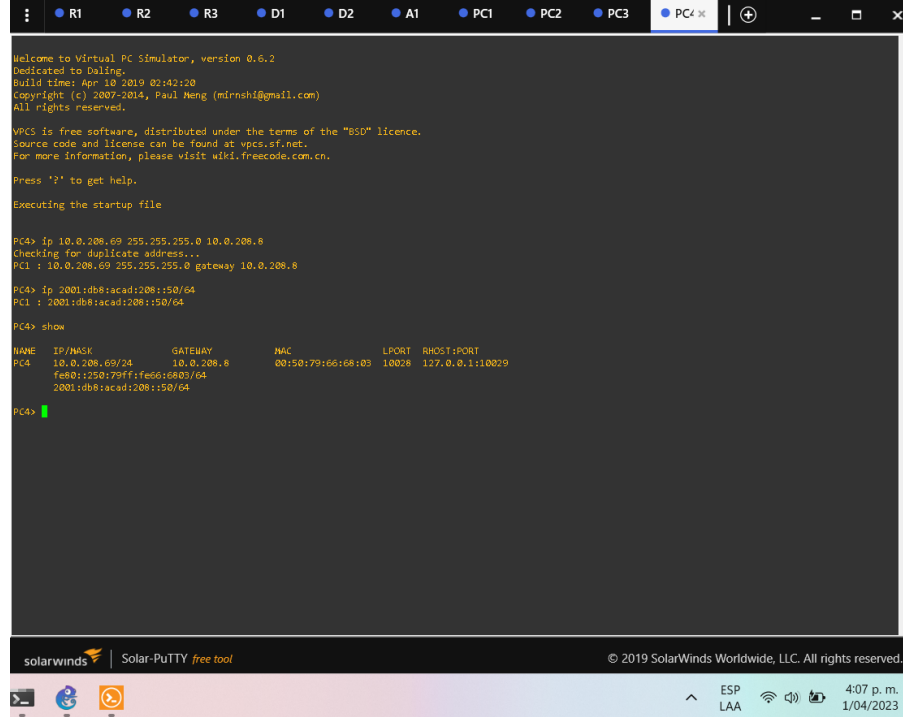 R1 R2 R3 D1 D2 A1 PC1 PC2 PC3 PC4
Welcome to Virtual PC Simulator, version 0.6.2
Dedicated to Daling.
Build time: Apr 10 2019 02:42:20
Copyright (c) 2007-2014, Paul Meng (mirnshi@gmail.com)
All rights reserved.
VPCS is free software, distributed under the terms of the "BSD" licence.
Source code and license can be found at vpcs.sf.net.
For more information, please visit wiki.freecode.com.cn.
Press '?' to get help.
Executing the startup file
PC4> ip 10.0.208.69 255.255.255.0 10.0.208.8
Checking for duplicate address...
PC1 : 10.0.208.69 255.255.255.0 gateway 10.0.208.8
PC4> ip 2001:db8:acad:208::50/64
PC1 : 2001:db8:acad:208::50/64
PC4> show
NAME IP/MASK GATEWAY MAC LPORT RHOST:PORT
PC4 10.0.208.69/24 10.0.208.8 00:50:79:66:68:03 10028 127.0.0.1:10029
fe80::250:79ff:fe66:6803/64
2001:db8:acad:208::50/64
PC4>
solarwinds Solar-PuTTY free tool © 2019 SolarWinds Worldwide, LLC. All rights reserved.
ESP 4:07 p. m.
LAA 1/04/2023